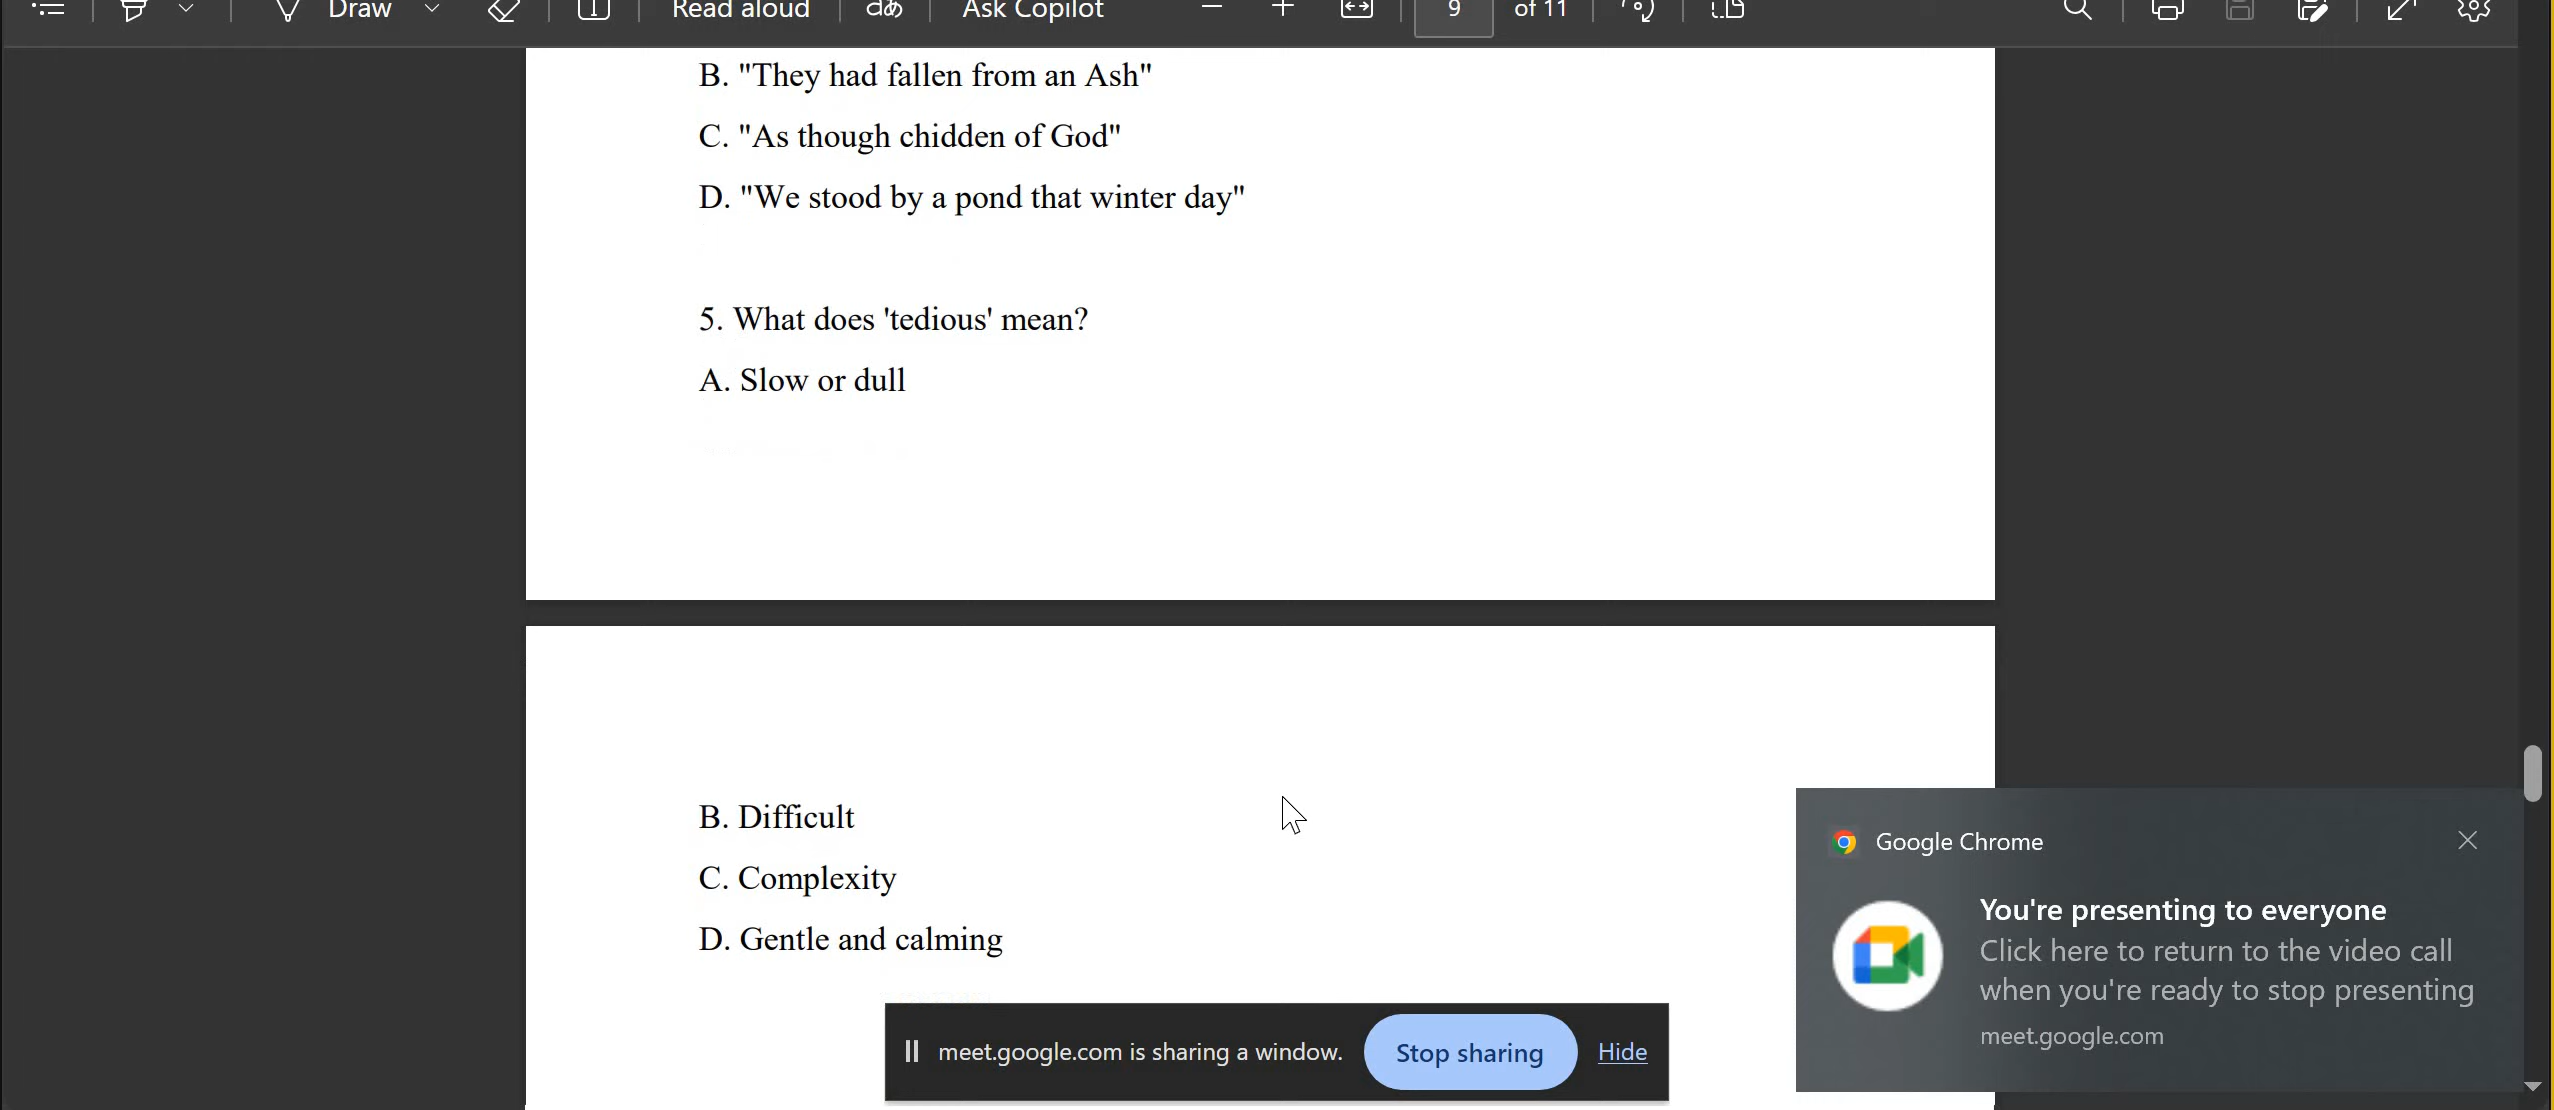 Draw
Read aloud
aあ
Ask Copilot
9
of 11
B. "They had fallen from an Ash"
C. "As though chidden of God"
D. "We stood by a pond that winter day"
5. What does 'tedious' mean?
A. Slow or dull
B. Difficult
C. Complexity
D. Gentle and calming
Google Chrome
You're presenting to everyone
Click here to return to the video call
when you're ready to stop presenting
meet.google.com
meet.google.com is sharing a window.
Stop sharing
Hide